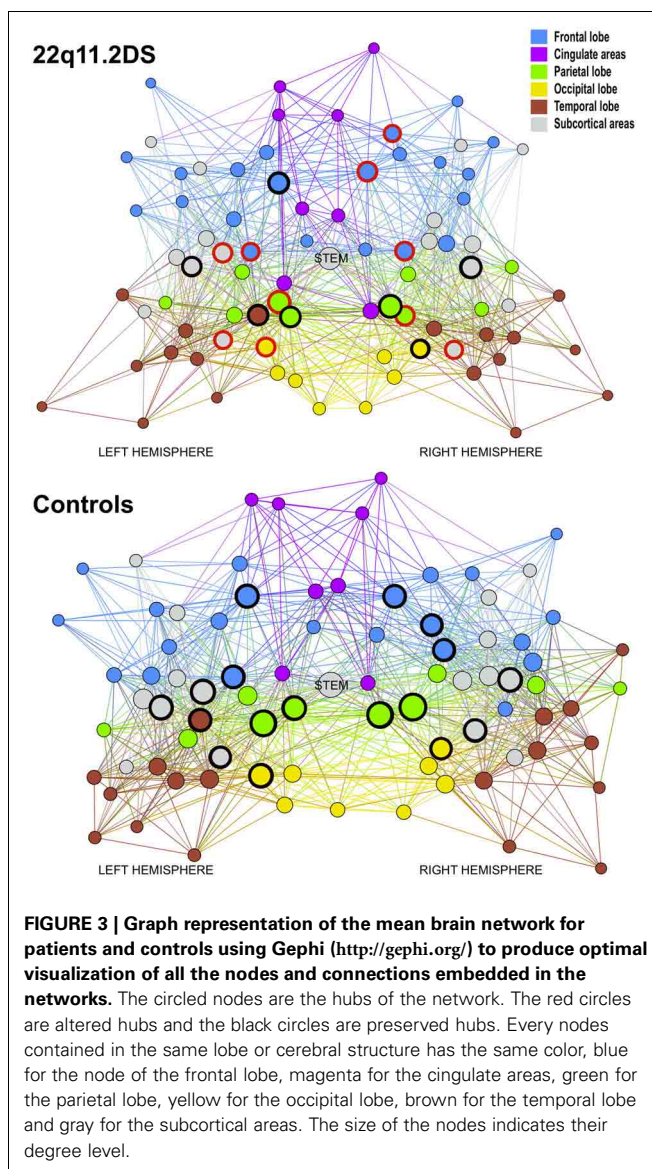 22q11.2DS
Frontal lobe
Cingulate areas
Parietal lobe
Occipital lobe
Temporal lobe
Subcortical areas
STEM
LEFT HEMISPHERE
RIGHT HEMISPHERE
Controls
STEM
LEFT HEMISPHERE
RIGHT HEMISPHERE
FIGURE 3 | Graph representation of the mean brain network for
patients and controls using Gephi (http://gephi.org/) to produce optimal
visualization of all the nodes and connections embedded in the
networks. The circled nodes are the hubs of the network. The red circles
are altered hubs and the black circles are preserved hubs. Every nodes
contained in the same lobe or cerebral structure has the same color, blue
for the node of the frontal lobe, magenta for the cingulate areas, green for
the parietal lobe, yellow for the occipital lobe, brown for the temporal lobe
and gray for the subcortical areas. The size of the nodes indicates their
degree level.